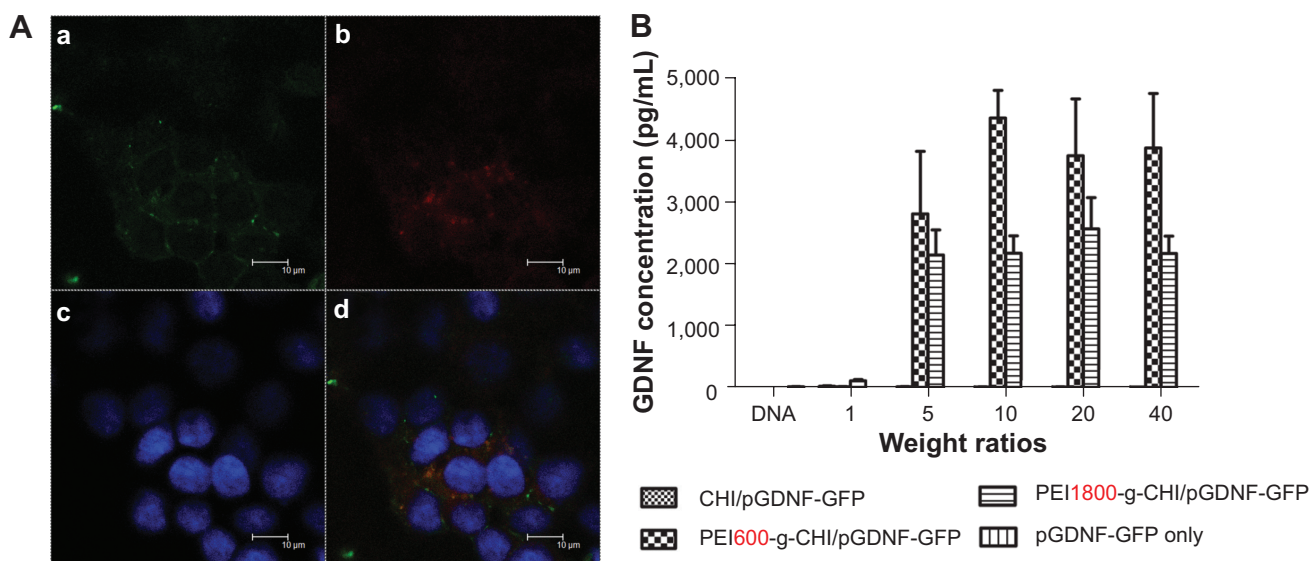 A
a
b
10 µm
10 µm
c
d
10 µm
10 µm
B
GDNF concentration (pg/mL)
5,000
4,000
3,000
2,000
1,000
0
DNA 1 5 10 20 40
Weight ratios
CHI/pGDNF-GFP
PEI1800-g-CHI/pGDNF-GFP
PEI600-g-CHI/pGDNF-GFP
pGDNF-GFP only